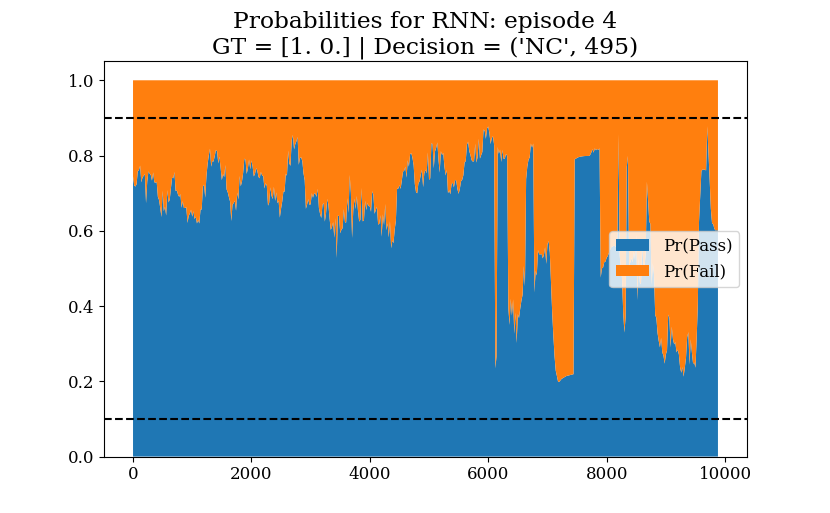 Probabilities for RNN: episode 4
GT = [1. 0.] | Decision = ('NC', 495)
1.0
0.8
0.6
0.4
0.2
0.0
Pr(Pass)
Pr(Fail)
0 2000 4000 6000 8000 10000